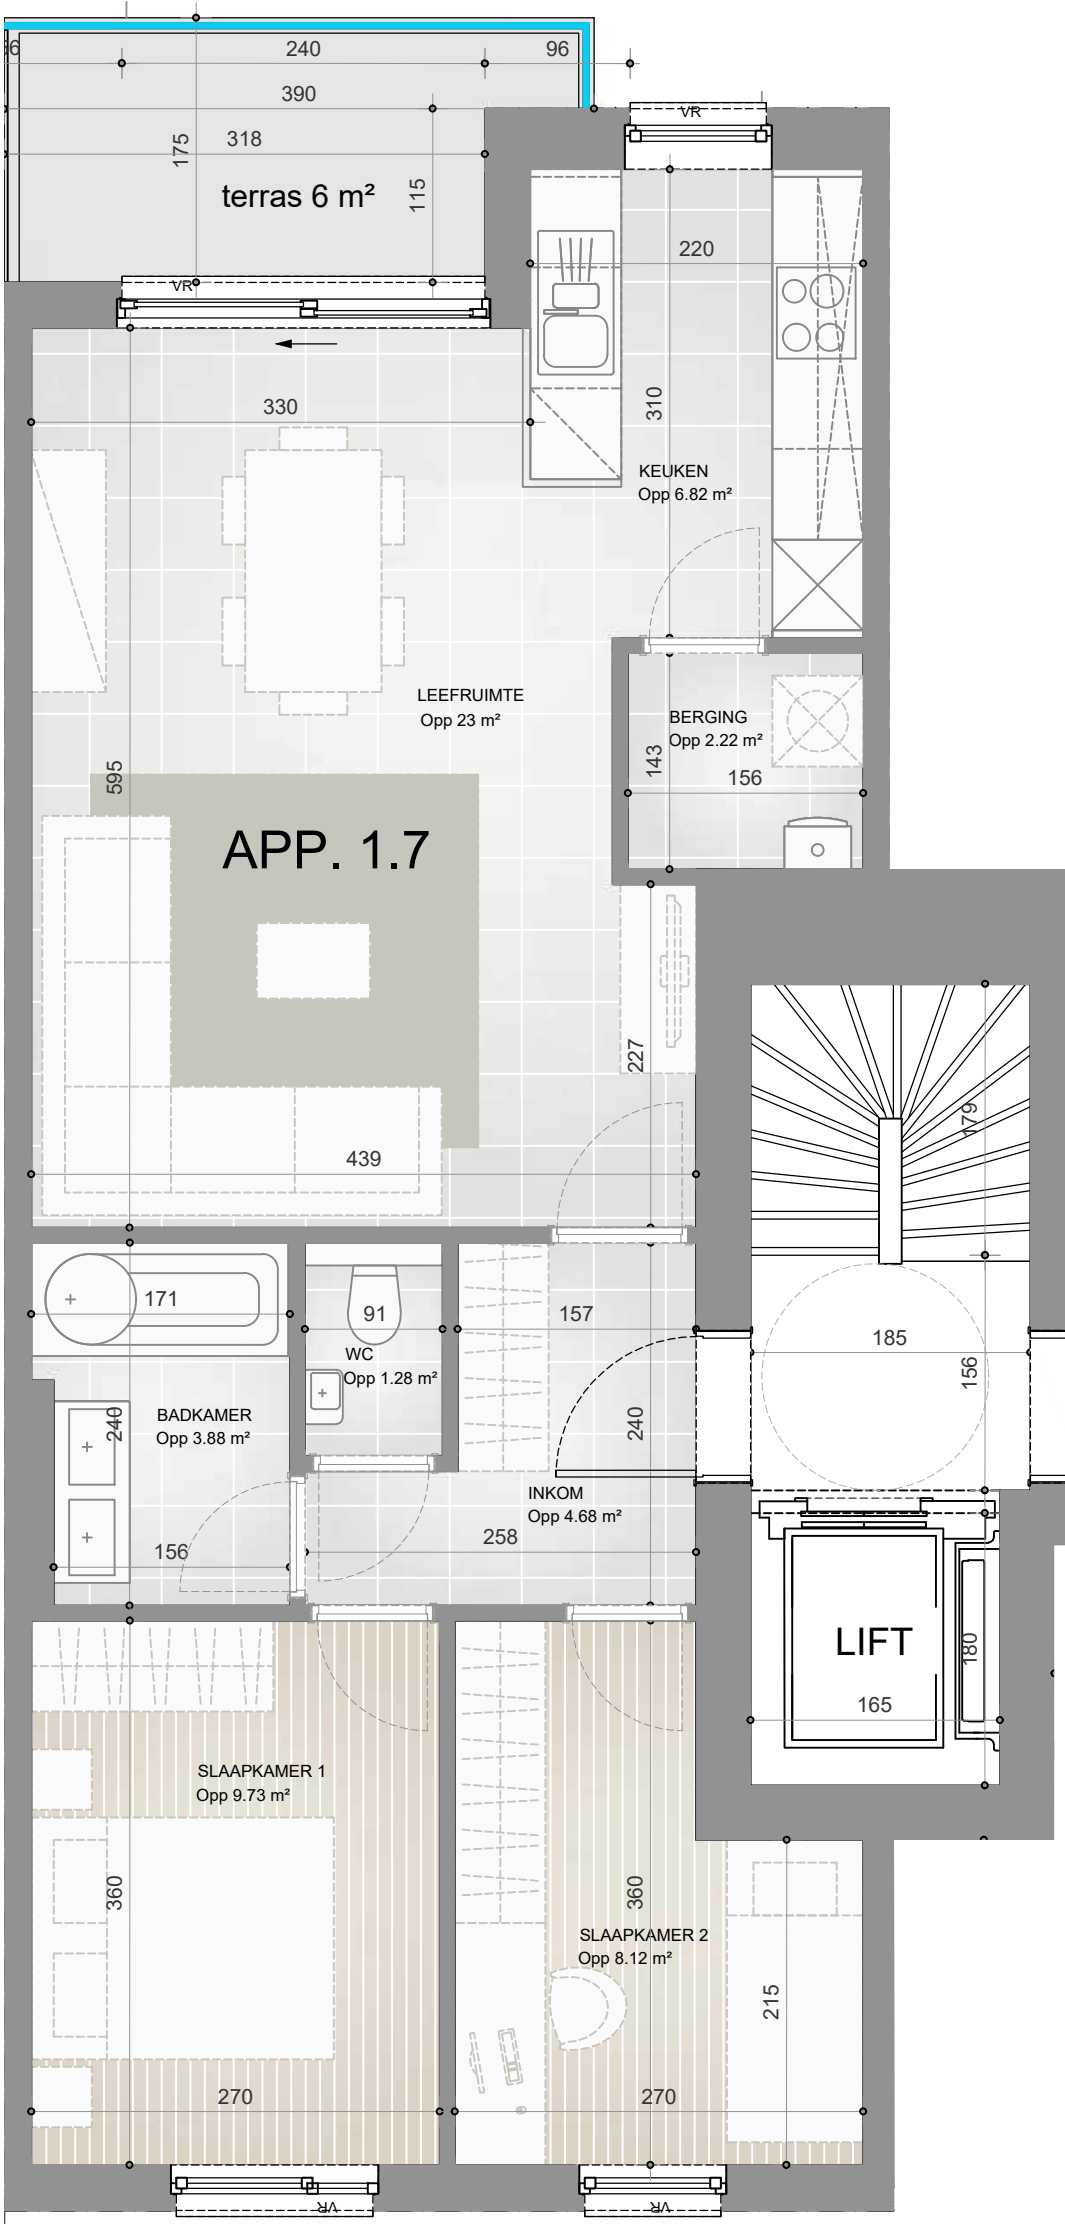 96
240
96
390
318
175
115
terras 6 m²
VR
VR
220
310
330
KEUKEN
Opp 6.82 m²
LEEFRUIMTE
Opp 23 m²
BERGING
Opp 2.22 m²
143
156
595
APP. 1.7
227
179
439
171
91
157
185
156
WC
Opp 1.28 m²
240
BADKAMER
Opp 3.88 m²
240
INKOM
Opp 4.68 m²
258
156
LIFT
180
165
SLAAPKAMER 1
Opp 9.73 m²
360
360
SLAAPKAMER 2
Opp 8.12 m²
215
270
270
VR
VR